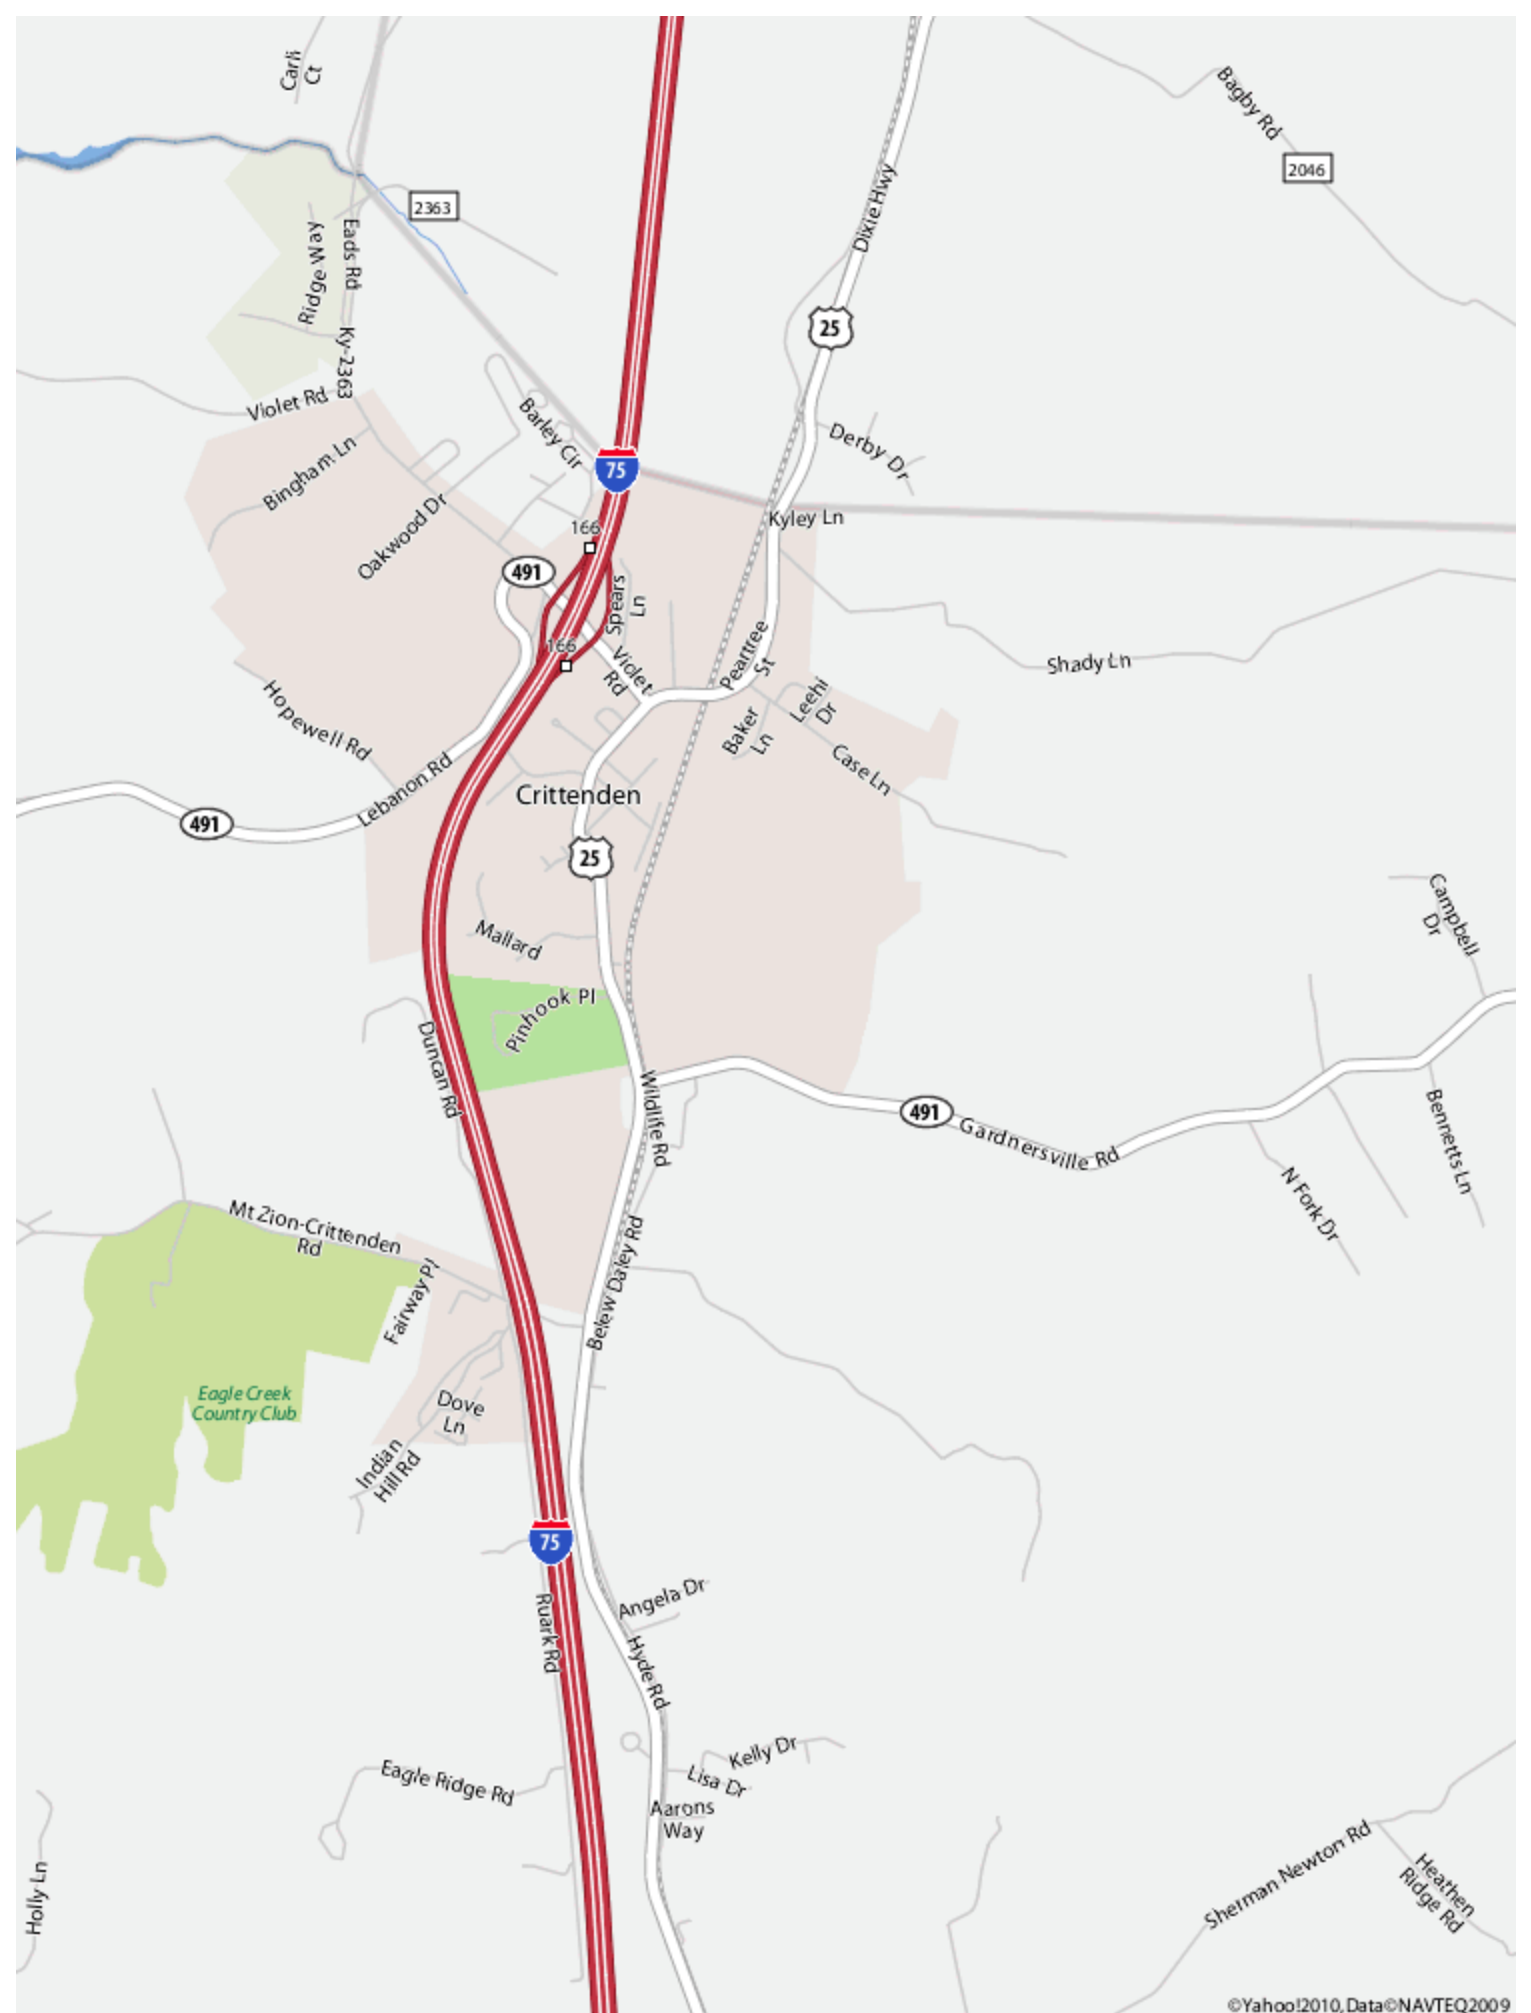 Carli
Ct
Bagby Rd
2046
2363
Dixie Hwy
Eads Rd
Ridge Way
25
Ky-2363
Violet Rd
Barley Cir
Derby Dr
Bingham Ln
75
Oakwood Dr
Kyley Ln
166
491
Spears
Ln
166
Violet
Rd
Peartree
St
Shady Ln
Leehi
Dr
Hopewell Rd
Baker
Ln
Case Ln
Lebanon Rd
Crittenden
491
25
Campbell
Dr
Mallard
Pinhook Pl
Duncan Rd
Wildlife Rd
491
Gardnersville Rd
Bennetts Ln
N Fork Dr
Mt Zion-Crittenden
Rd
Fairway Pl
Belew Daley Rd
Eagle Creek
Country Club
Dove
Ln
Indian
Hill Rd
75
Ruark Rd
Angela Dr
Hyde Rd
Kelly Dr
Eagle Ridge Rd
Lisa Dr
Aarons
Way
Sherman Newton Rd
Heathen
Ridge Rd
Holly Ln
©Yahoo!2010, Data©NAVTEQ2009